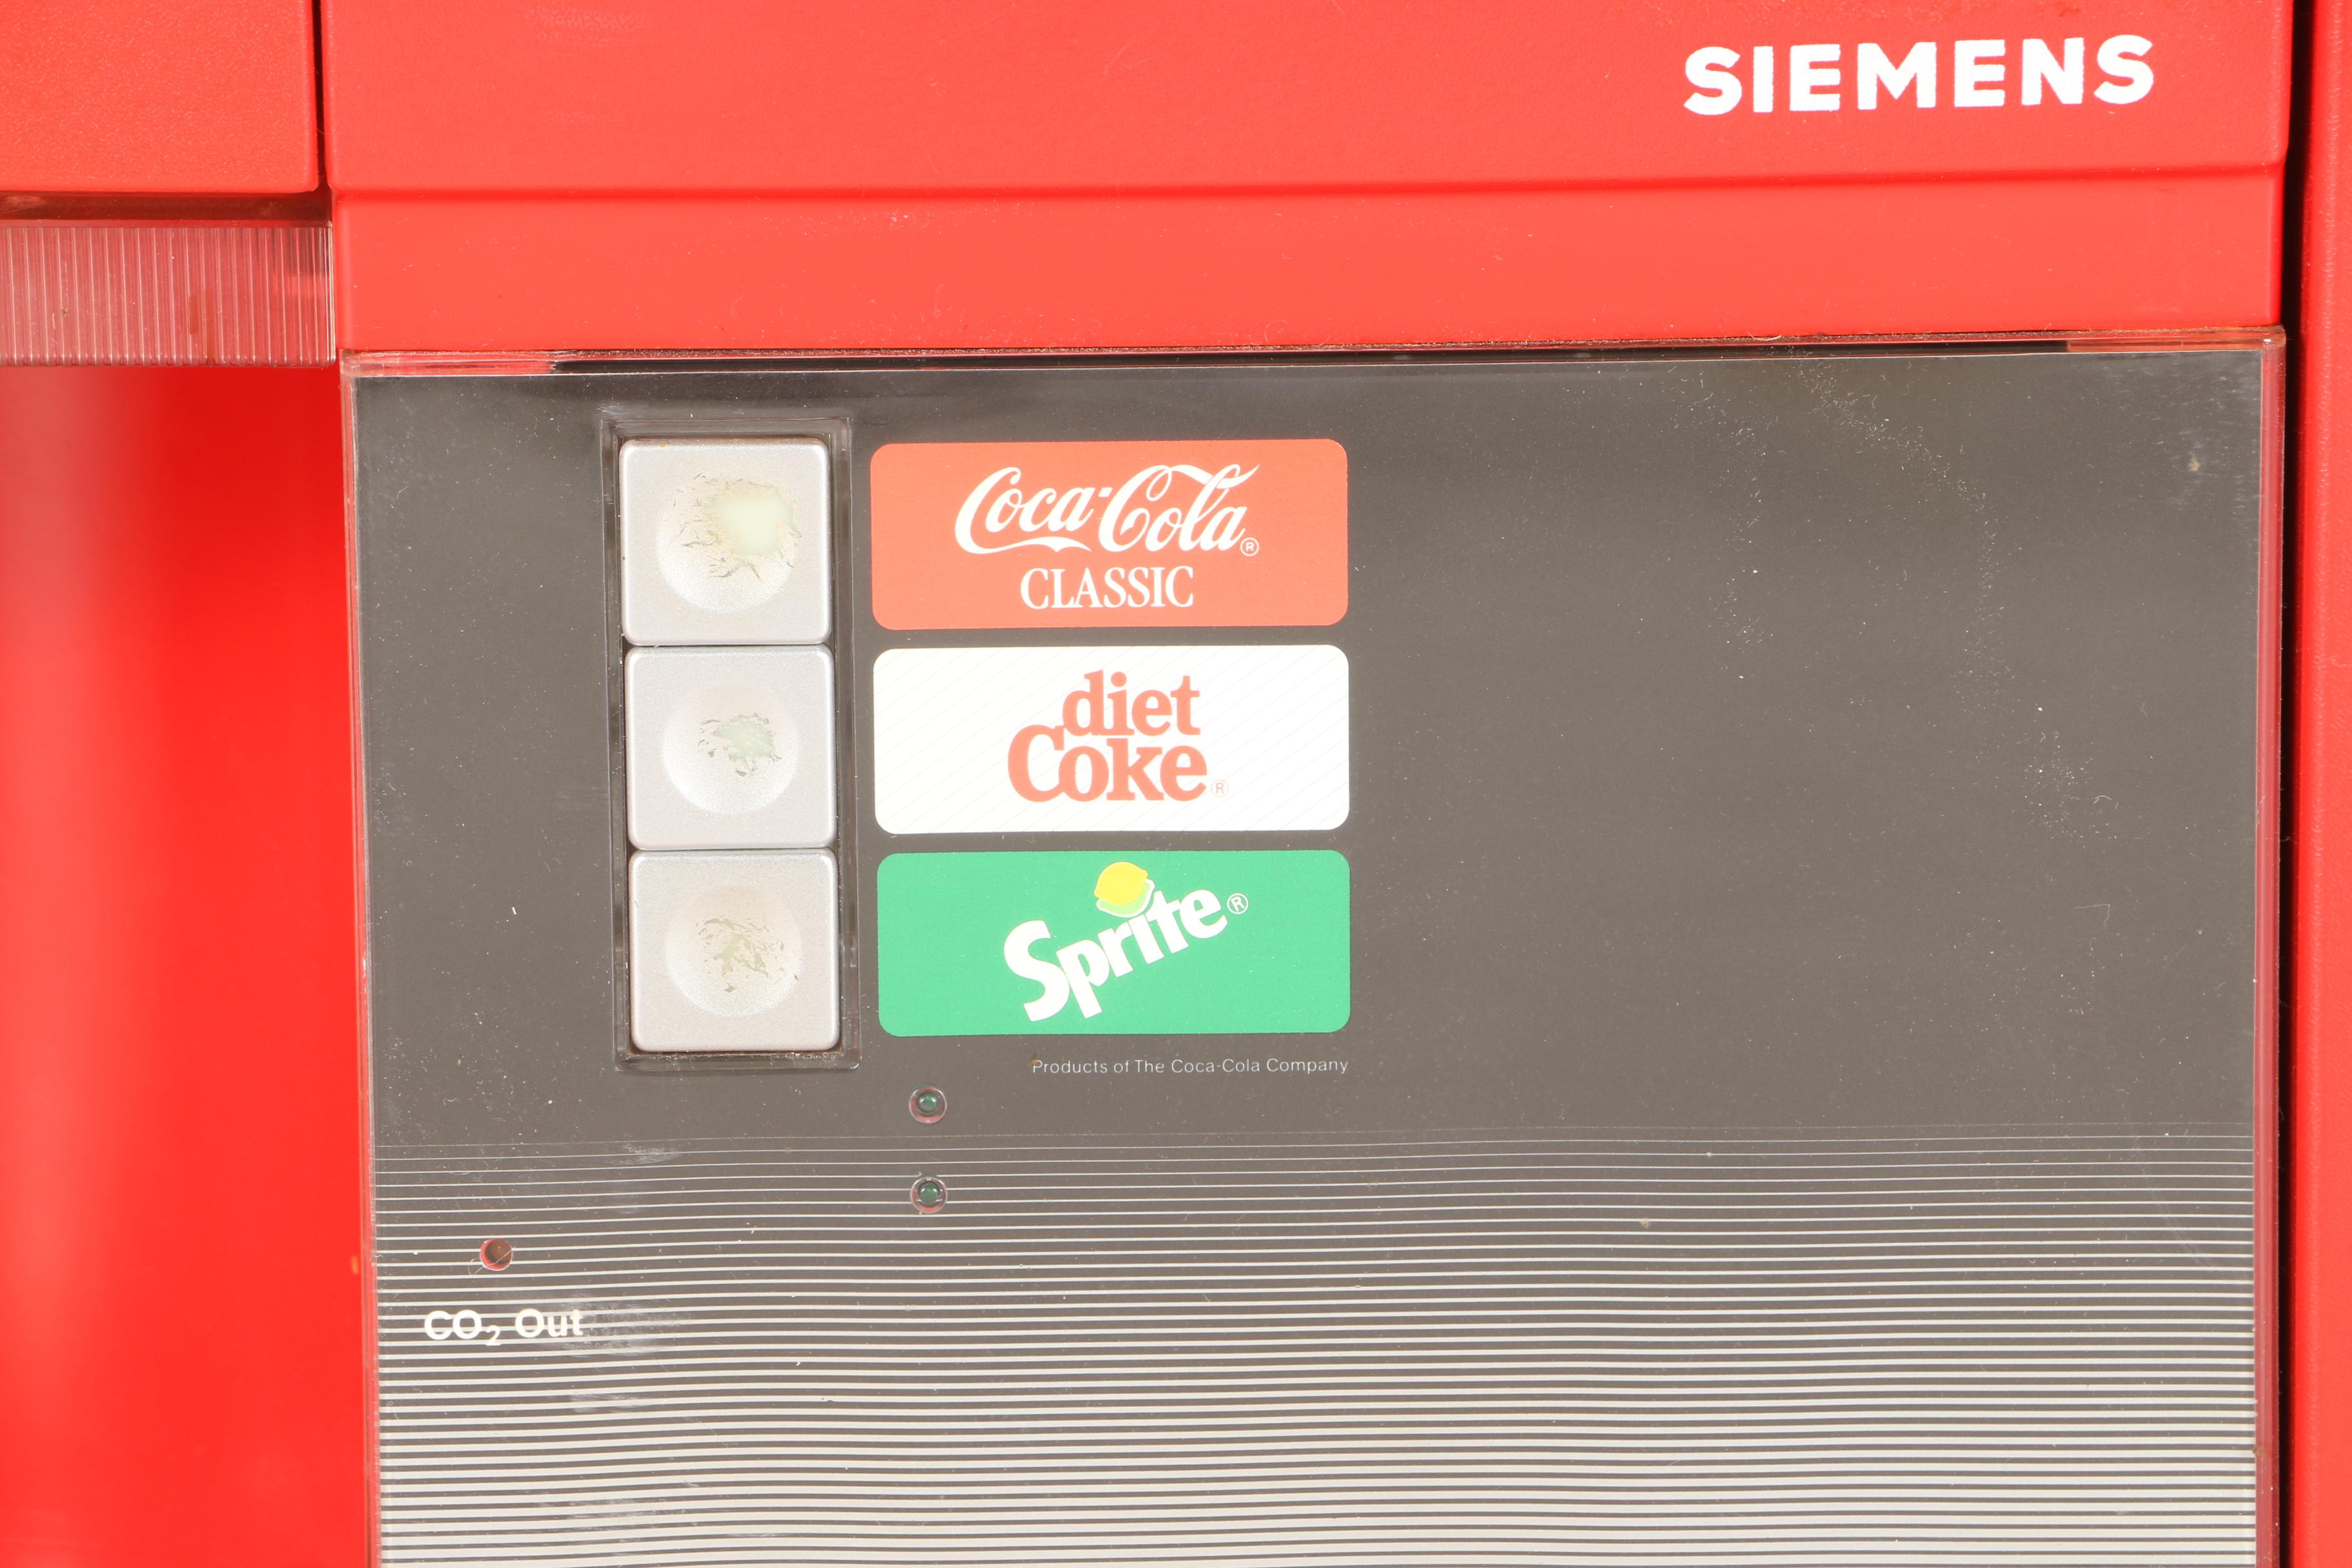 SIEMENS
Coca-Cola®
CLASSIC
diet
Coke®
Sprite®
Products of The Coca-Cola Company
CO₂ Out